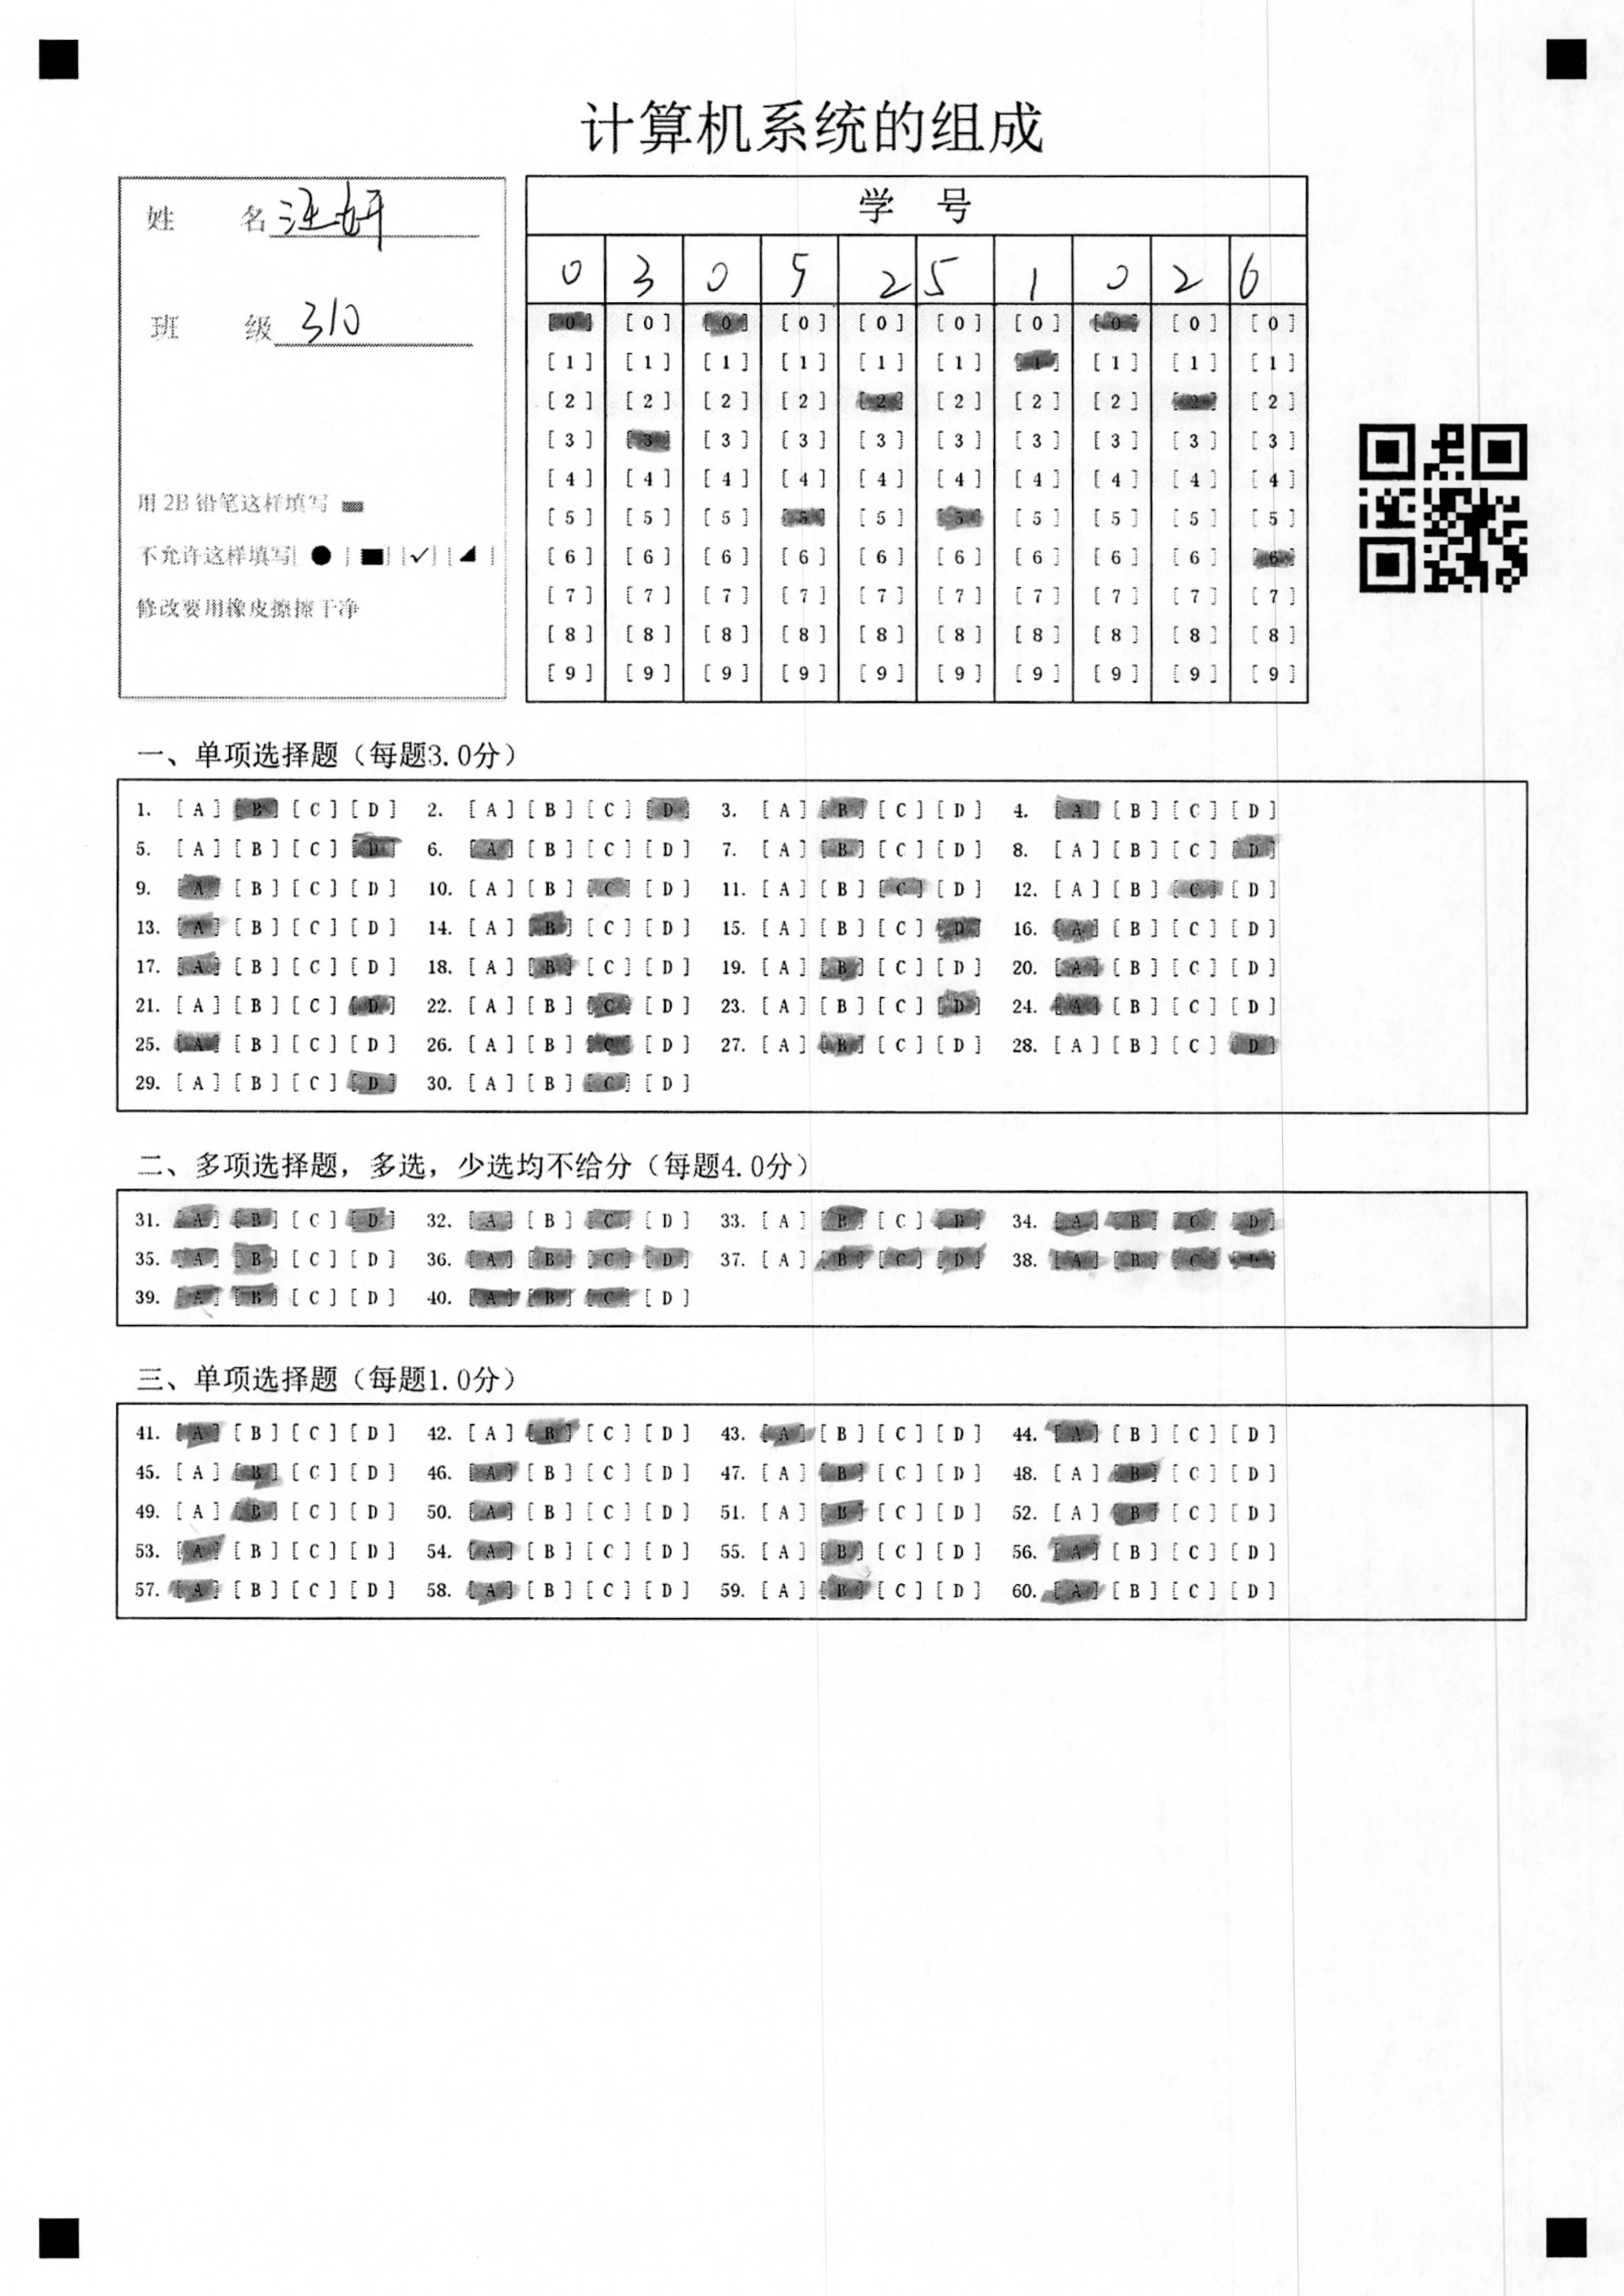 计算机系统的组成
姓 名 汪妍
班 级 310
用 2B 铅笔这样填写
不允许这样填写[ ● ] [■] [✓] [◢ ]
修改要用橡皮擦擦干净
学 号
0 3 0 5 2 5 1 0 2 6
[0] [0] [0] [0] [0] [0] [0] [0] [0] [0]
[1] [1] [1] [1] [1] [1] [1] [1] [1] [1]
[2] [2] [2] [2] [2] [2] [2] [2] [2] [2]
[3] [3] [3] [3] [3] [3] [3] [3] [3] [3]
[4] [4] [4] [4] [4] [4] [4] [4] [4] [4]
[5] [5] [5] [5] [5] [5] [5] [5] [5] [5]
[6] [6] [6] [6] [6] [6] [6] [6] [6] [6]
[7] [7] [7] [7] [7] [7] [7] [7] [7] [7]
[8] [8] [8] [8] [8] [8] [8] [8] [8] [8]
[9] [9] [9] [9] [9] [9] [9] [9] [9] [9]
一、单项选择题（每题3.0分）
1. [A] [B] [C] [D] 2. [A] [B] [C] [D] 3. [A] [B] [C] [D] 4. [A] [B] [C] [D]
5. [A] [B] [C] [D] 6. [A] [B] [C] [D] 7. [A] [B] [C] [D] 8. [A] [B] [C] [D]
9. [A] [B] [C] [D] 10. [A] [B] [C] [D] 11. [A] [B] [C] [D] 12. [A] [B] [C] [D]
13. [A] [B] [C] [D] 14. [A] [B] [C] [D] 15. [A] [B] [C] [D] 16. [A] [B] [C] [D]
17. [A] [B] [C] [D] 18. [A] [B] [C] [D] 19. [A] [B] [C] [D] 20. [A] [B] [C] [D]
21. [A] [B] [C] [D] 22. [A] [B] [C] [D] 23. [A] [B] [C] [D] 24. [A] [B] [C] [D]
25. [A] [B] [C] [D] 26. [A] [B] [C] [D] 27. [A] [B] [C] [D] 28. [A] [B] [C] [D]
29. [A] [B] [C] [D] 30. [A] [B] [C] [D]
二、多项选择题，多选，少选均不给分（每题4.0分）
31. [A] [B] [C] [D] 32. [A] [B] [C] [D] 33. [A] [B] [C] [D] 34. [A] [B] [C] [D]
35. [A] [B] [C] [D] 36. [A] [B] [C] [D] 37. [A] [B] [C] [D] 38. [A] [B] [C] [D]
39. [A] [B] [C] [D] 40. [A] [B] [C] [D]
三、单项选择题（每题1.0分）
41. [A] [B] [C] [D] 42. [A] [B] [C] [D] 43. [A] [B] [C] [D] 44. [A] [B] [C] [D]
45. [A] [B] [C] [D] 46. [A] [B] [C] [D] 47. [A] [B] [C] [D] 48. [A] [B] [C] [D]
49. [A] [B] [C] [D] 50. [A] [B] [C] [D] 51. [A] [B] [C] [D] 52. [A] [B] [C] [D]
53. [A] [B] [C] [D] 54. [A] [B] [C] [D] 55. [A] [B] [C] [D] 56. [A] [B] [C] [D]
57. [A] [B] [C] [D] 58. [A] [B] [C] [D] 59. [A] [B] [C] [D] 60. [A] [B] [C] [D]